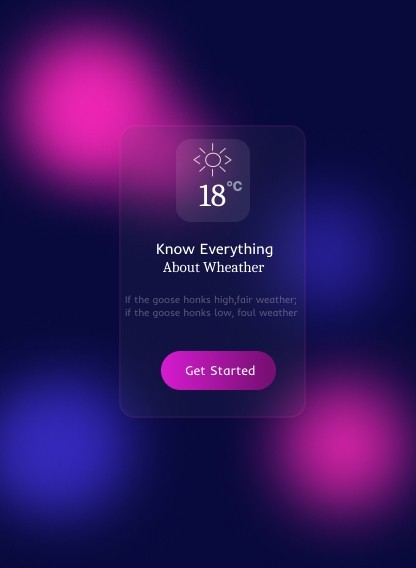 18°C
Know Everything
About Wheather
If the goose honks high,fair weather;
if the goose honks low, foul weather
Get Started